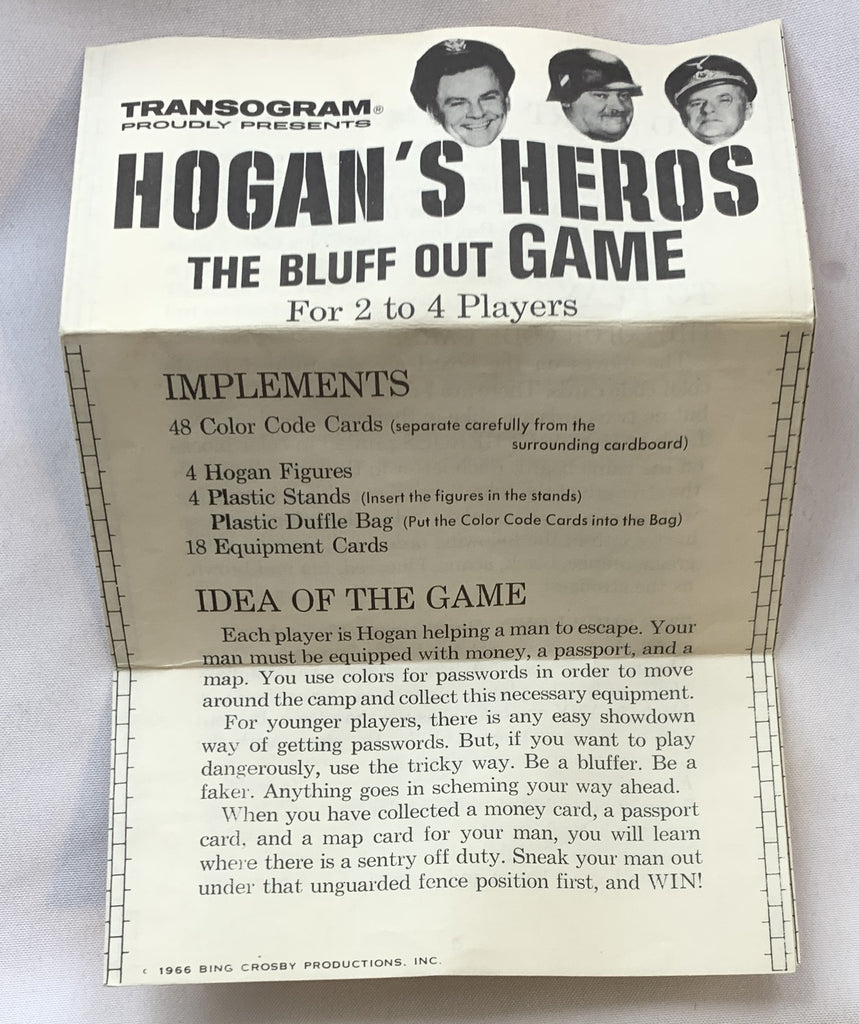 TRANSOGRAM®
PROUDLY PRESENTS
HOGAN'S HEROS
THE BLUFF OUT GAME
For 2 to 4 Players
IMPLEMENTS
48 Color Code Cards (separate carefully from the
surrounding cardboard)
4 Hogan Figures
4 Plastic Stands (Insert the figures in the stands)
Plastic Duffle Bag (Put the Color Code Cards into the Bag)
18 Equipment Cards
IDEA OF THE GAME
Each player is Hogan helping a man to escape. Your
man must be equipped with money, a passport, and a
map. You use colors for passwords in order to move
around the camp and collect this necessary equipment.
For younger players, there is any easy showdown
way of getting passwords. But, if you want to play
dangerously, use the tricky way. Be a bluffer. Be a
faker. Anything goes in scheming your way ahead.
When you have collected a money card, a passport
card, and a map card for your man, you will learn
where there is a sentry off duty. Sneak your man out
under that unguarded fence position first, and WIN!
c 1966 BING CROSBY PRODUCTIONS, INC.